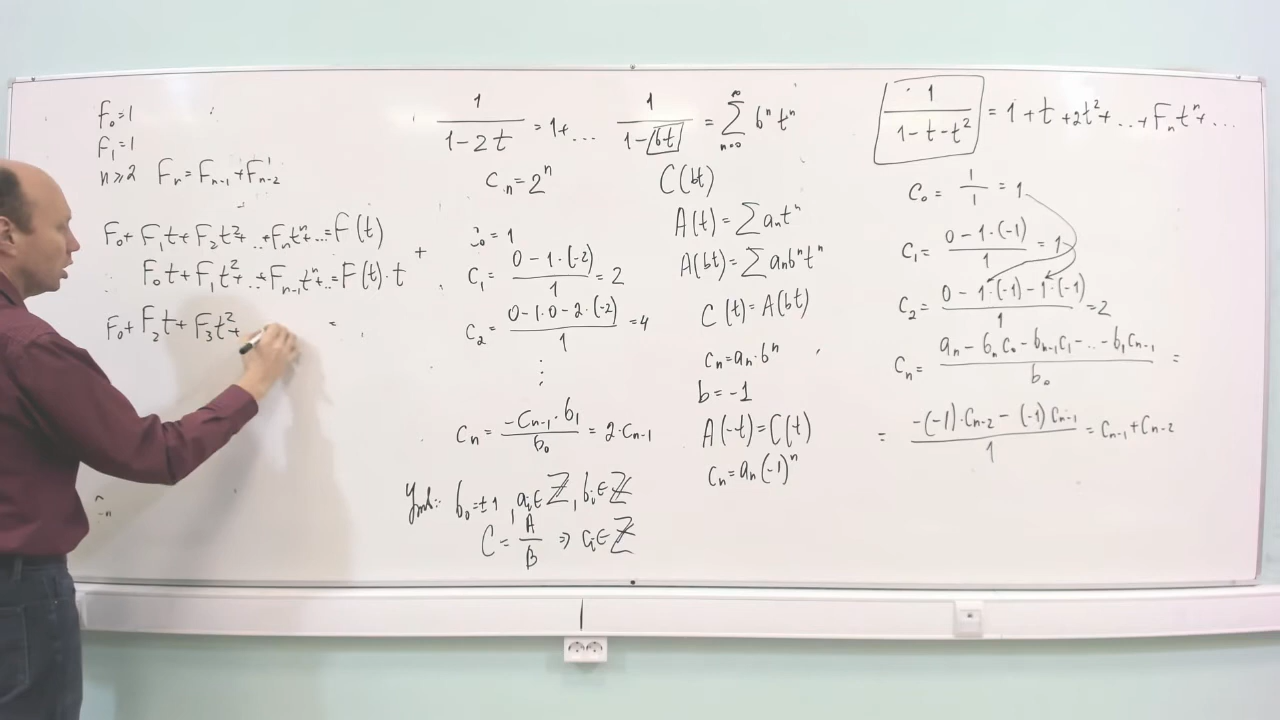 F₀=1
F₁=1
n⩾2 Fₙ=Fₙ₋₁+Fₙ₋₂
F₀+F₁t+F₂t²+..+Fₙtⁿ+...=F(t)
F₀t+F₁t²+..+Fₙ₋₁tⁿ+..=F(t)·t
+
F₀+F₂t+F₃t²+ =
1/(1-2t)=1+...
cₙ=2ⁿ
c₀=1
c₁=(0-1·(-2))/1=2
c₂=(0-1·0-2·(-2))/1=4
⋮
cₙ=(-cₙ₋₁·b₁)/b₀=2·cₙ₋₁
b₀=±1, aᵢ∈ℤ, bᵢ∈ℤ
C=A/B ⇒ cᵢ∈ℤ
1/(1-bt)=∑_{n=0}^{∞} bⁿtⁿ
C(bt)
A(t)=∑aₙtⁿ
A(bt)=∑aₙbⁿtⁿ
C(t)=A(bt)
cₙ=aₙ·bⁿ
b=-1
A(-t)=C(t)
cₙ=aₙ(-1)ⁿ
1/(1-t-t²)=1+t+2t²+...+Fₙtⁿ+...
c₀=1/1=1
c₁=(0-1·(-1))/1=1
c₂=(0-1·(-1)-1·(-1))/1=2
cₙ=(aₙ-bₙc₀-bₙ₋₁c₁-..-b₁cₙ₋₁)/b₀=
=(-(-1)·cₙ₋₂-(-1)cₙ₋₁)/1=cₙ₋₁+cₙ₋₂